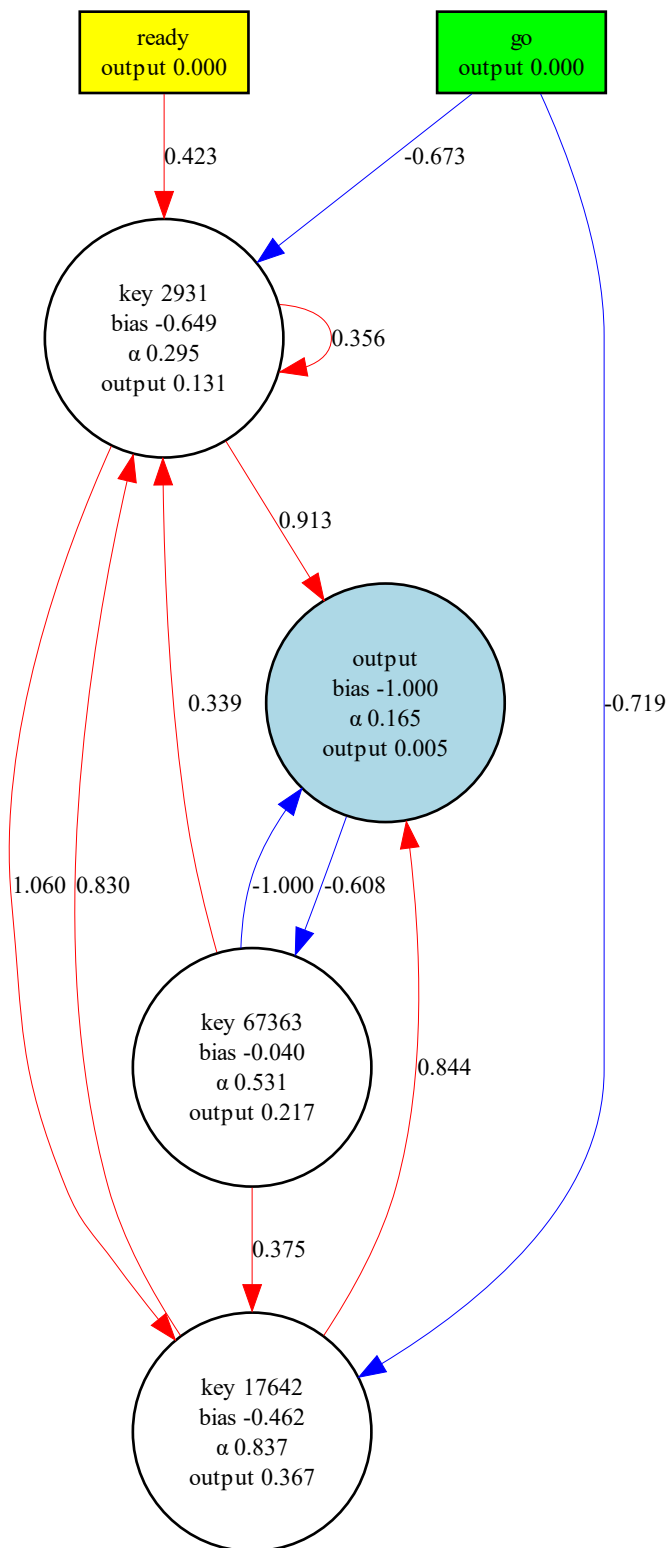 ready
output 0.000
go
output 0.000
0.423
-0.673
key 2931
bias -0.649
α 0.295
output 0.131
0.356
0.913
output
bias -1.000
α 0.165
output 0.005
0.339
-0.719
1.060
0.830
-1.000
-0.608
key 67363
bias -0.040
α 0.531
output 0.217
0.844
0.375
key 17642
bias -0.462
α 0.837
output 0.367